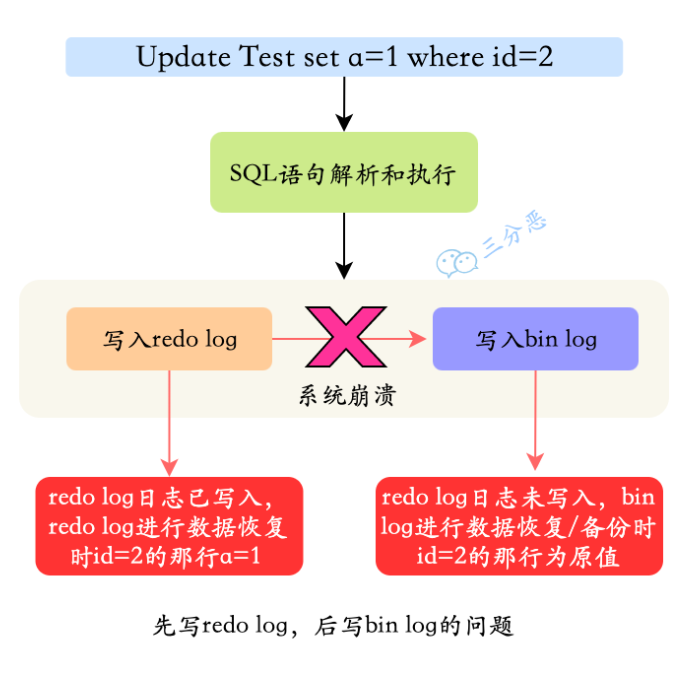 Update Test set a=1 where id=2
SQL语句解析和执行
三分恶
写入redo log
写入bin log
系统崩溃
redo log日志已写入，
redo log进行数据恢复
时id=2的那行a=1
redo log日志未写入，bin
log进行数据恢复/备份时
id=2的那行为原值
先写redo log，后写bin log的问题